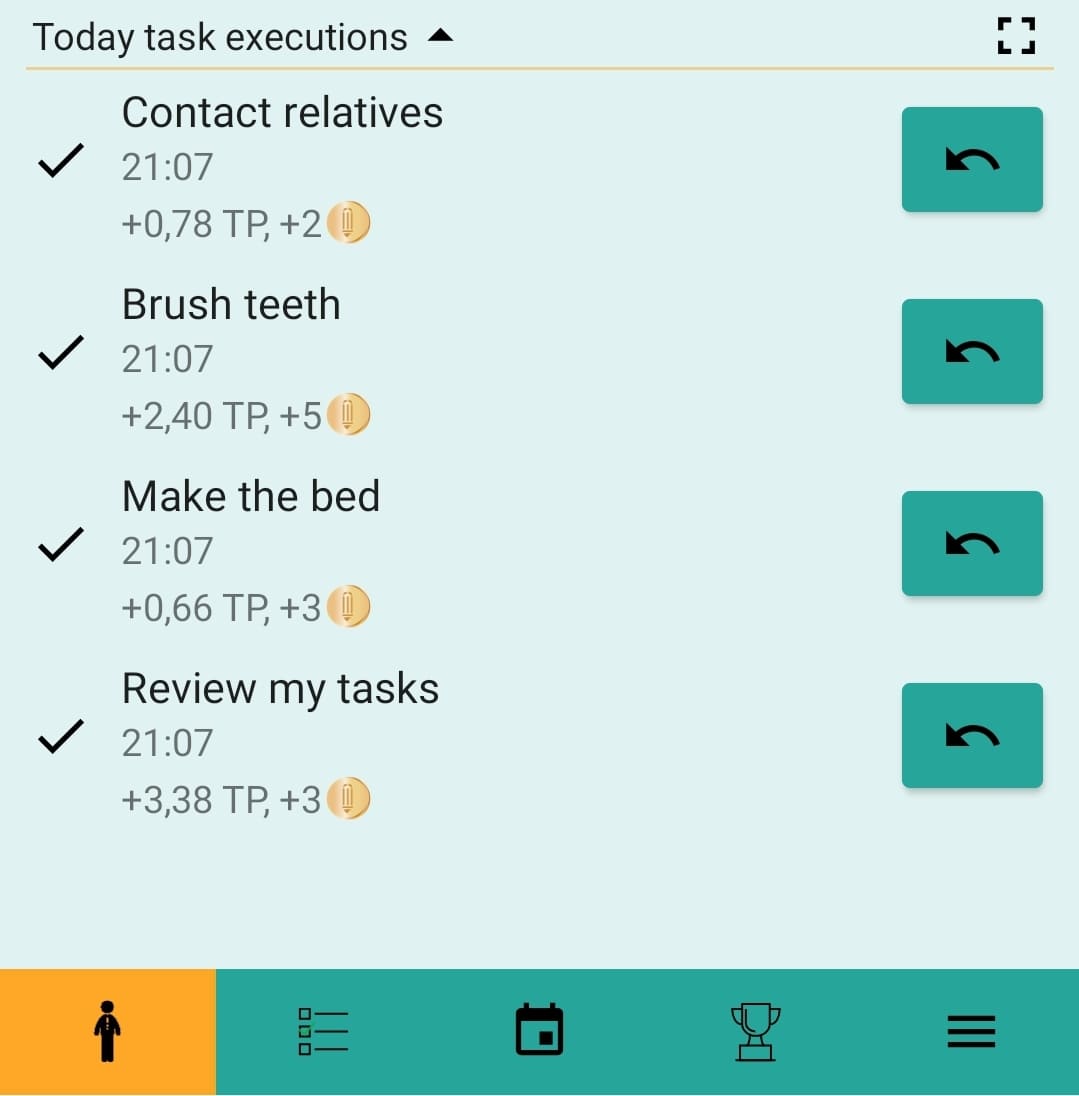 Today task executions
Contact relatives
21:07
+0,78 TP, +2
Brush teeth
21:07
+2,40 TP, +5
Make the bed
21:07
+0,66 TP, +3
Review my tasks
21:07
+3,38 TP, +3